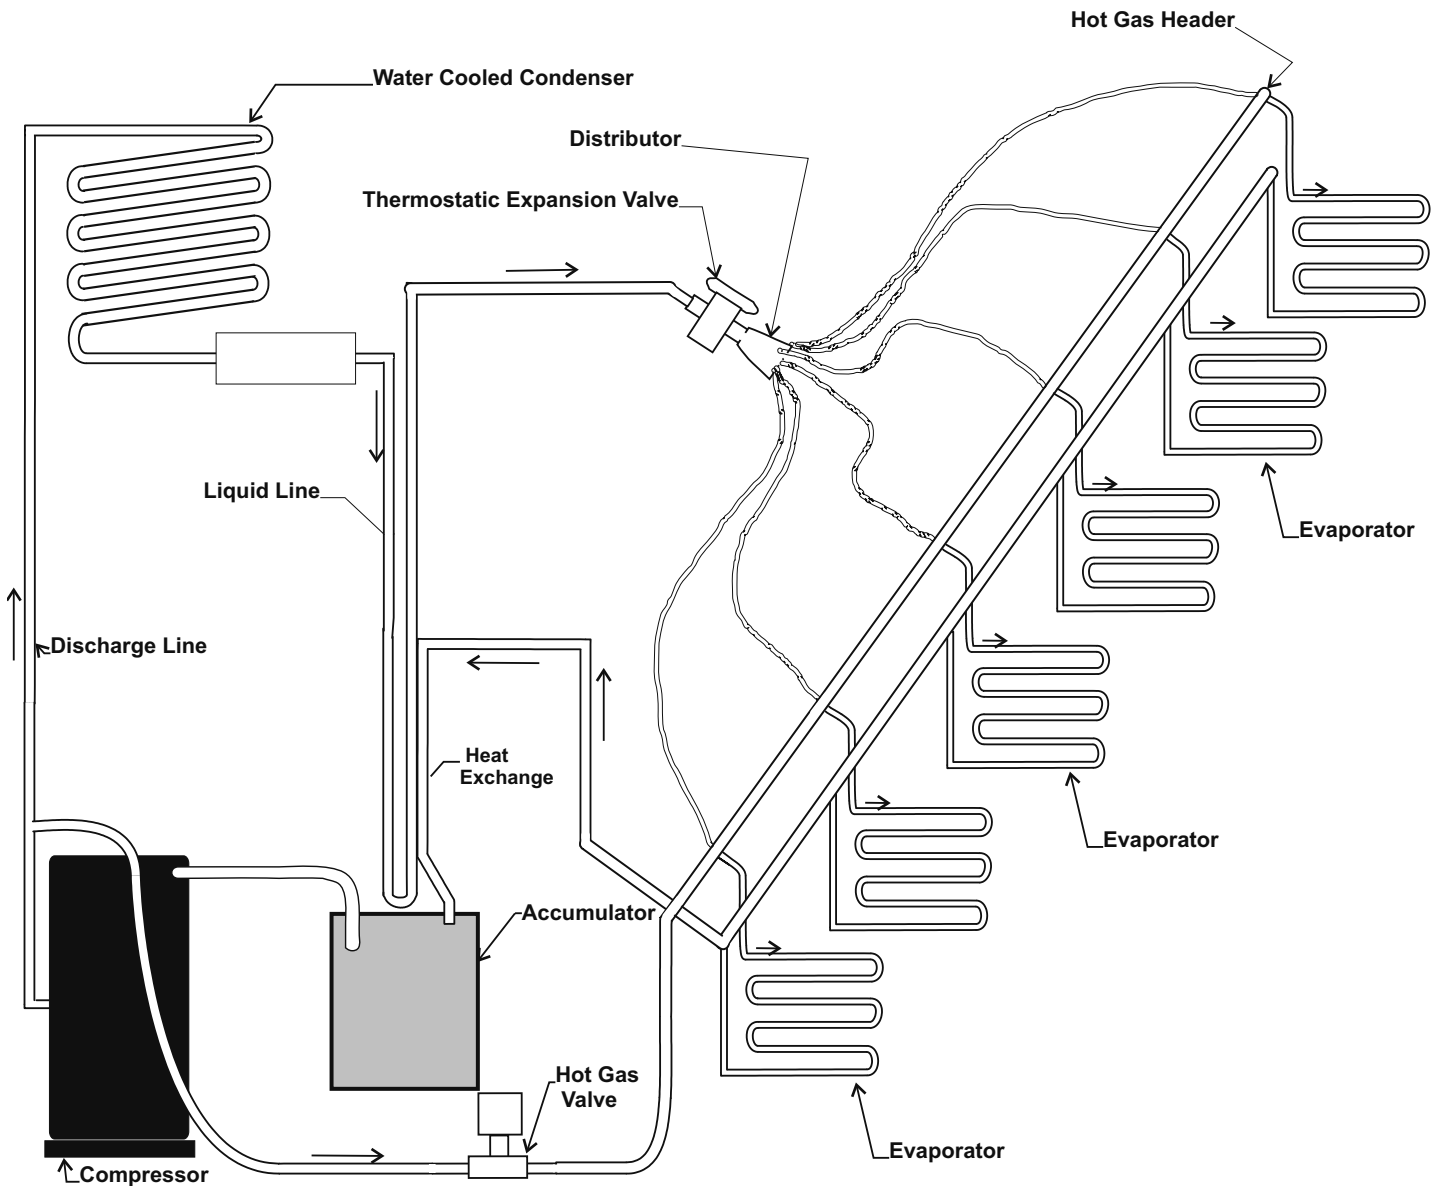 Hot Gas Header
Water Cooled Condenser
Distributor
Thermostatic Expansion Valve
Liquid Line
Evaporator
Discharge Line
Heat
Exchange
Evaporator
Accumulator
Hot Gas
Valve
Evaporator
Compressor